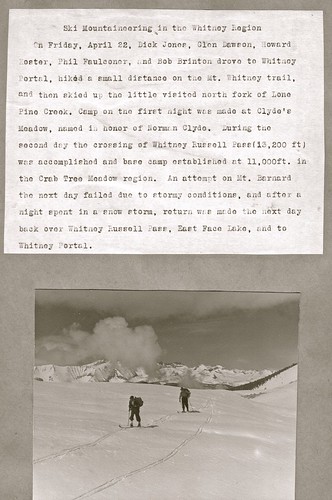 Ski Mountaineering in the Whitney Region
On Friday, April 22, Dick Jones, Glen Dawson, Howard
Koster, Phil Faulconer, and Bob Brinton drove to Whitney
Portal, hiked a small distance on the Mt. Whitney trail,
and then skied up the little visited north fork of Lone
Pine Creek. Camp on the first night was made at Clyde's
Meadow, named in honor of Norman Clyde. During the
second day the crossing of Whitney Russell Pass(13,200 ft)
was accomplished and base camp established at 11,000ft. in
the Crab Tree Meadow region. An attempt on Mt. Barnard
the next day failed due to stormy conditions, and after a
night spent in a snow storm, return was made the next day
back over Whitney Russell Pass, East Face Lake, and to
Whitney Portal.